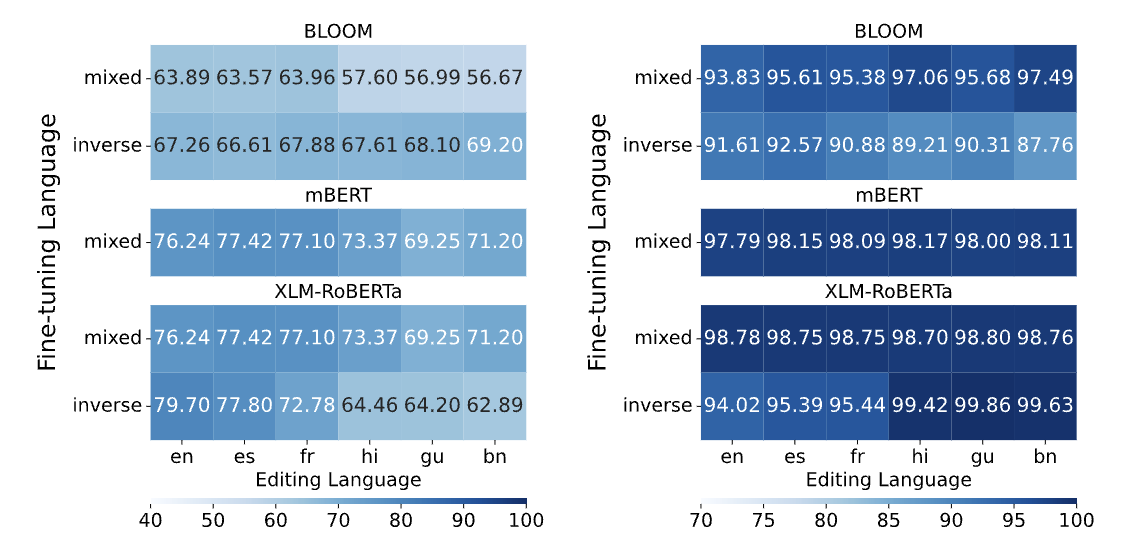 BLOOM
mixed 63.89 63.57 63.96 57.60 56.99 56.67
inverse 67.26 66.61 67.88 67.61 68.10 69.20
mBERT
mixed 76.24 77.42 77.10 73.37 69.25 71.20
XLM-RoBERTa
mixed 76.24 77.42 77.10 73.37 69.25 71.20
inverse 79.70 77.80 72.78 64.46 64.20 62.89
en es fr hi gu bn
Editing Language
Fine-tuning Language
40 50 60 70 80 90 100
BLOOM
mixed 93.83 95.61 95.38 97.06 95.68 97.49
inverse 91.61 92.57 90.88 89.21 90.31 87.76
mBERT
mixed 97.79 98.15 98.09 98.17 98.00 98.11
XLM-RoBERTa
mixed 98.78 98.75 98.75 98.70 98.80 98.76
inverse 94.02 95.39 95.44 99.42 99.86 99.63
en es fr hi gu bn
Editing Language
Fine-tuning Language
70 75 80 85 90 95 100